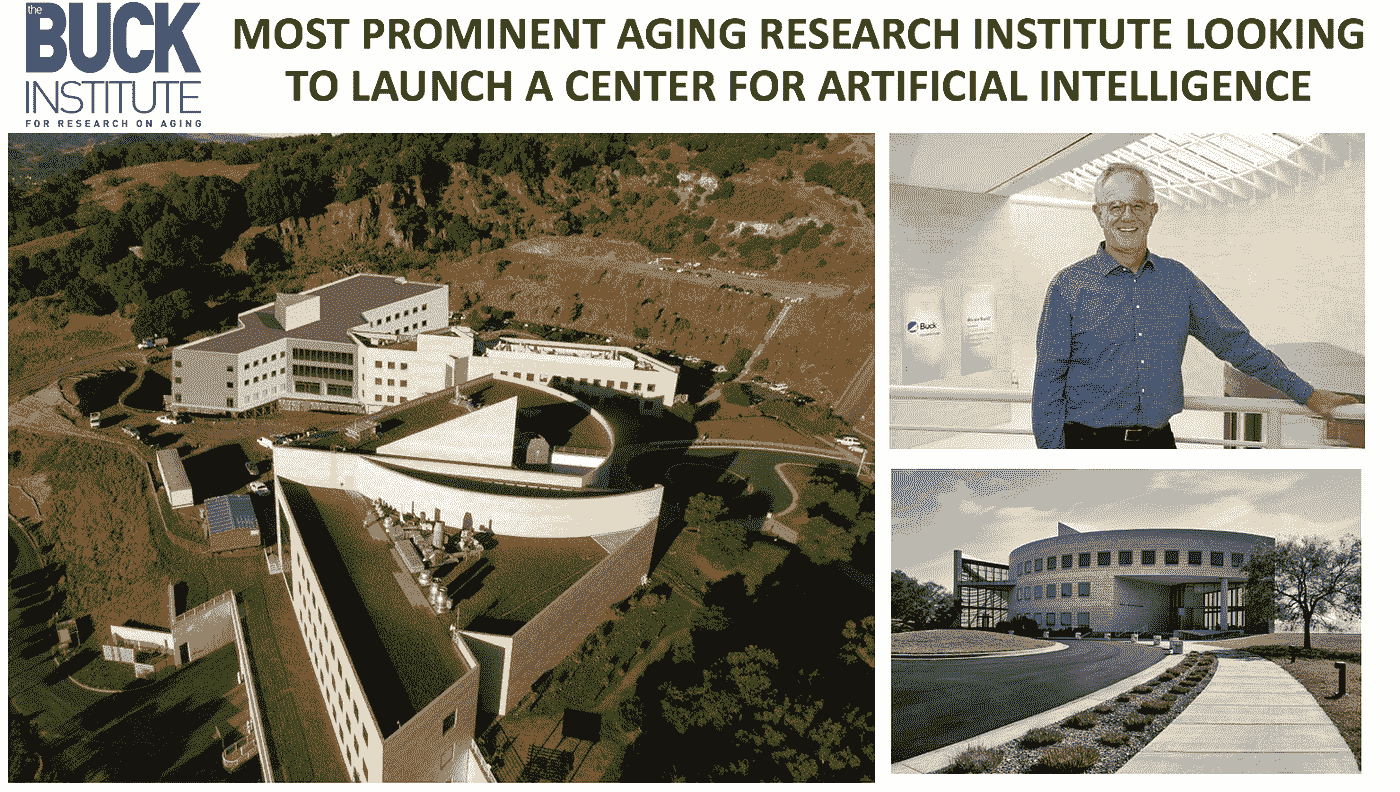 the
BUCK
INSTITUTE
FOR RESEARCH ON AGING
MOST PROMINENT AGING RESEARCH INSTITUTE LOOKING
TO LAUNCH A CENTER FOR ARTIFICIAL INTELLIGENCE
Buck